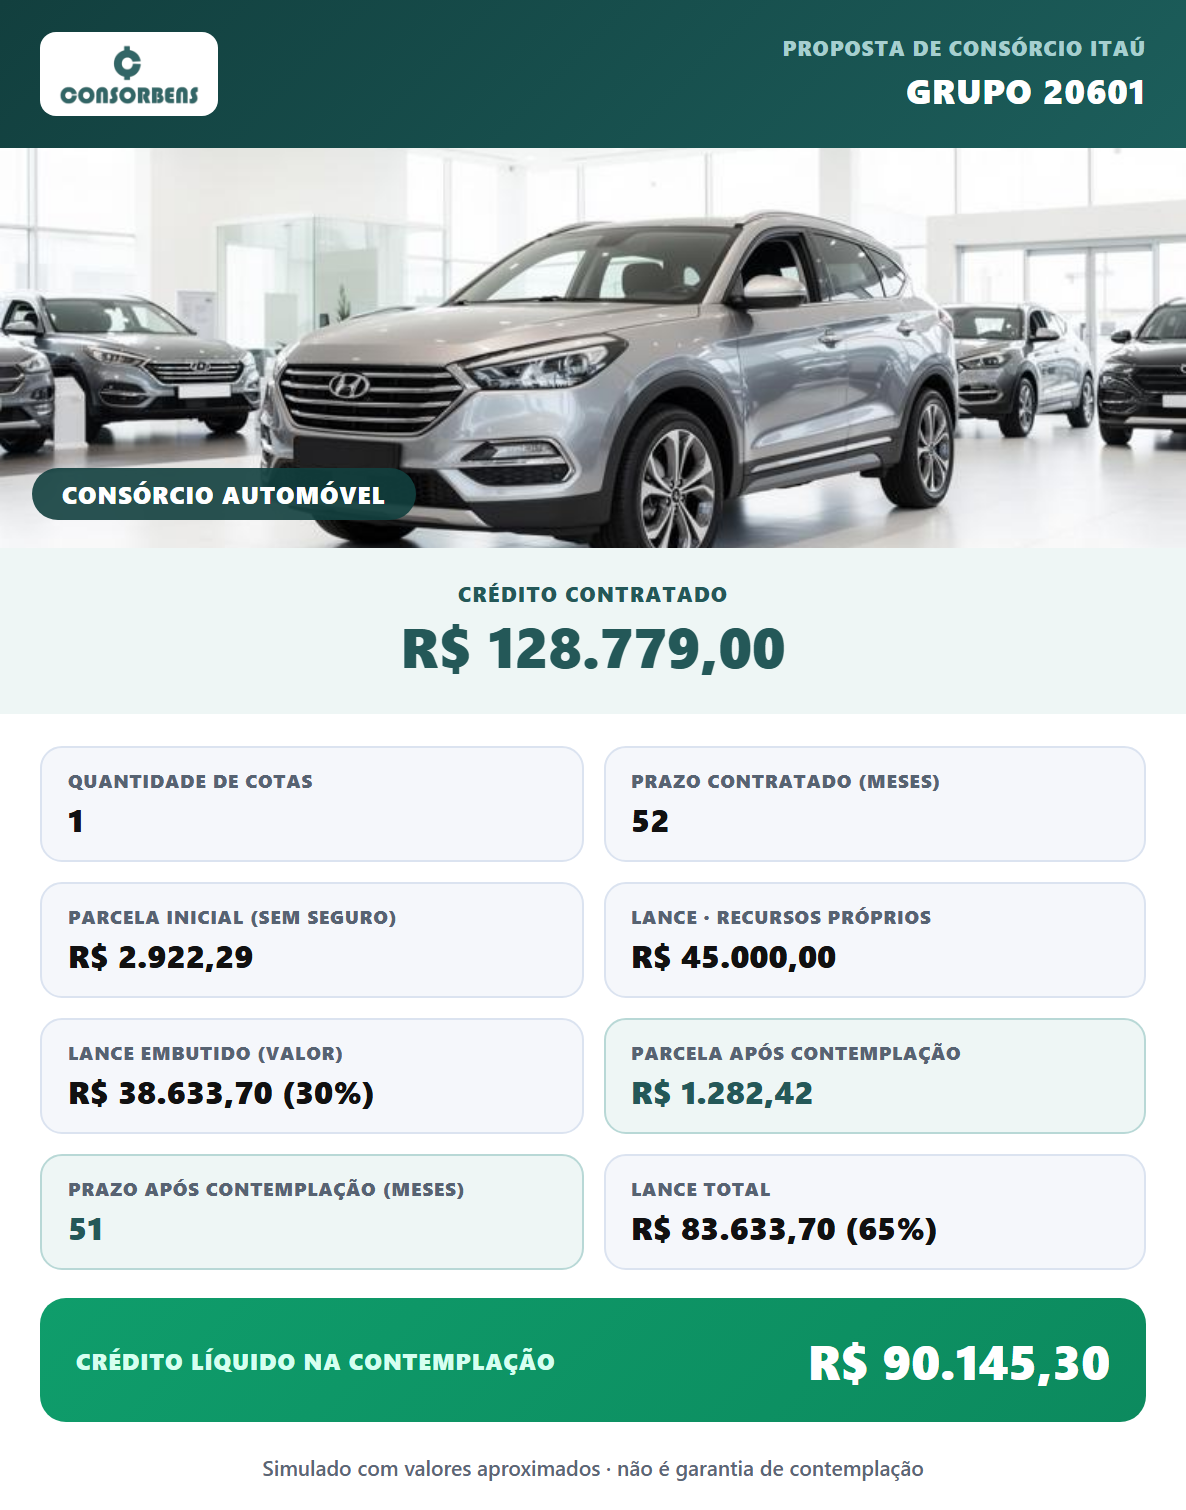 CONSORBENS
PROPOSTA DE CONSÓRCIO ITAÚ
GRUPO 20601
CONSÓRCIO AUTOMÓVEL
CRÉDITO CONTRATADO
R$ 128.779,00
QUANTIDADE DE COTAS
1
PRAZO CONTRATADO (MESES)
52
PARCELA INICIAL (SEM SEGURO)
R$ 2.922,29
LANCE · RECURSOS PRÓPRIOS
R$ 45.000,00
LANCE EMBUTIDO (VALOR)
R$ 38.633,70 (30%)
PARCELA APÓS CONTEMPLAÇÃO
R$ 1.282,42
PRAZO APÓS CONTEMPLAÇÃO (MESES)
51
LANCE TOTAL
R$ 83.633,70 (65%)
CRÉDITO LÍQUIDO NA CONTEMPLAÇÃO
R$ 90.145,30
Simulado com valores aproximados · não é garantia de contemplação